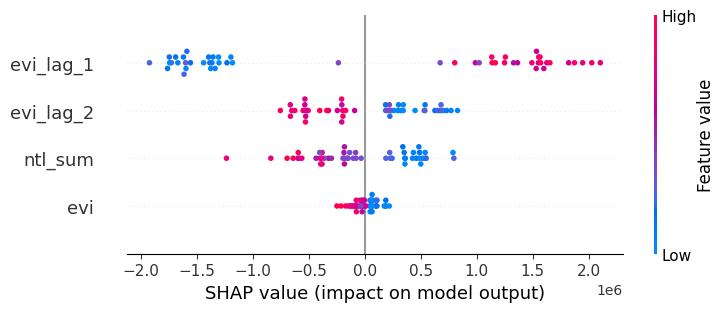 High
evi_lag_1
evi_lag_2
ntl_sum
evi
Feature value
Low
−2.0 −1.5 −1.0 −0.5 0.0 0.5 1.0 1.5 2.0
1e6
SHAP value (impact on model output)